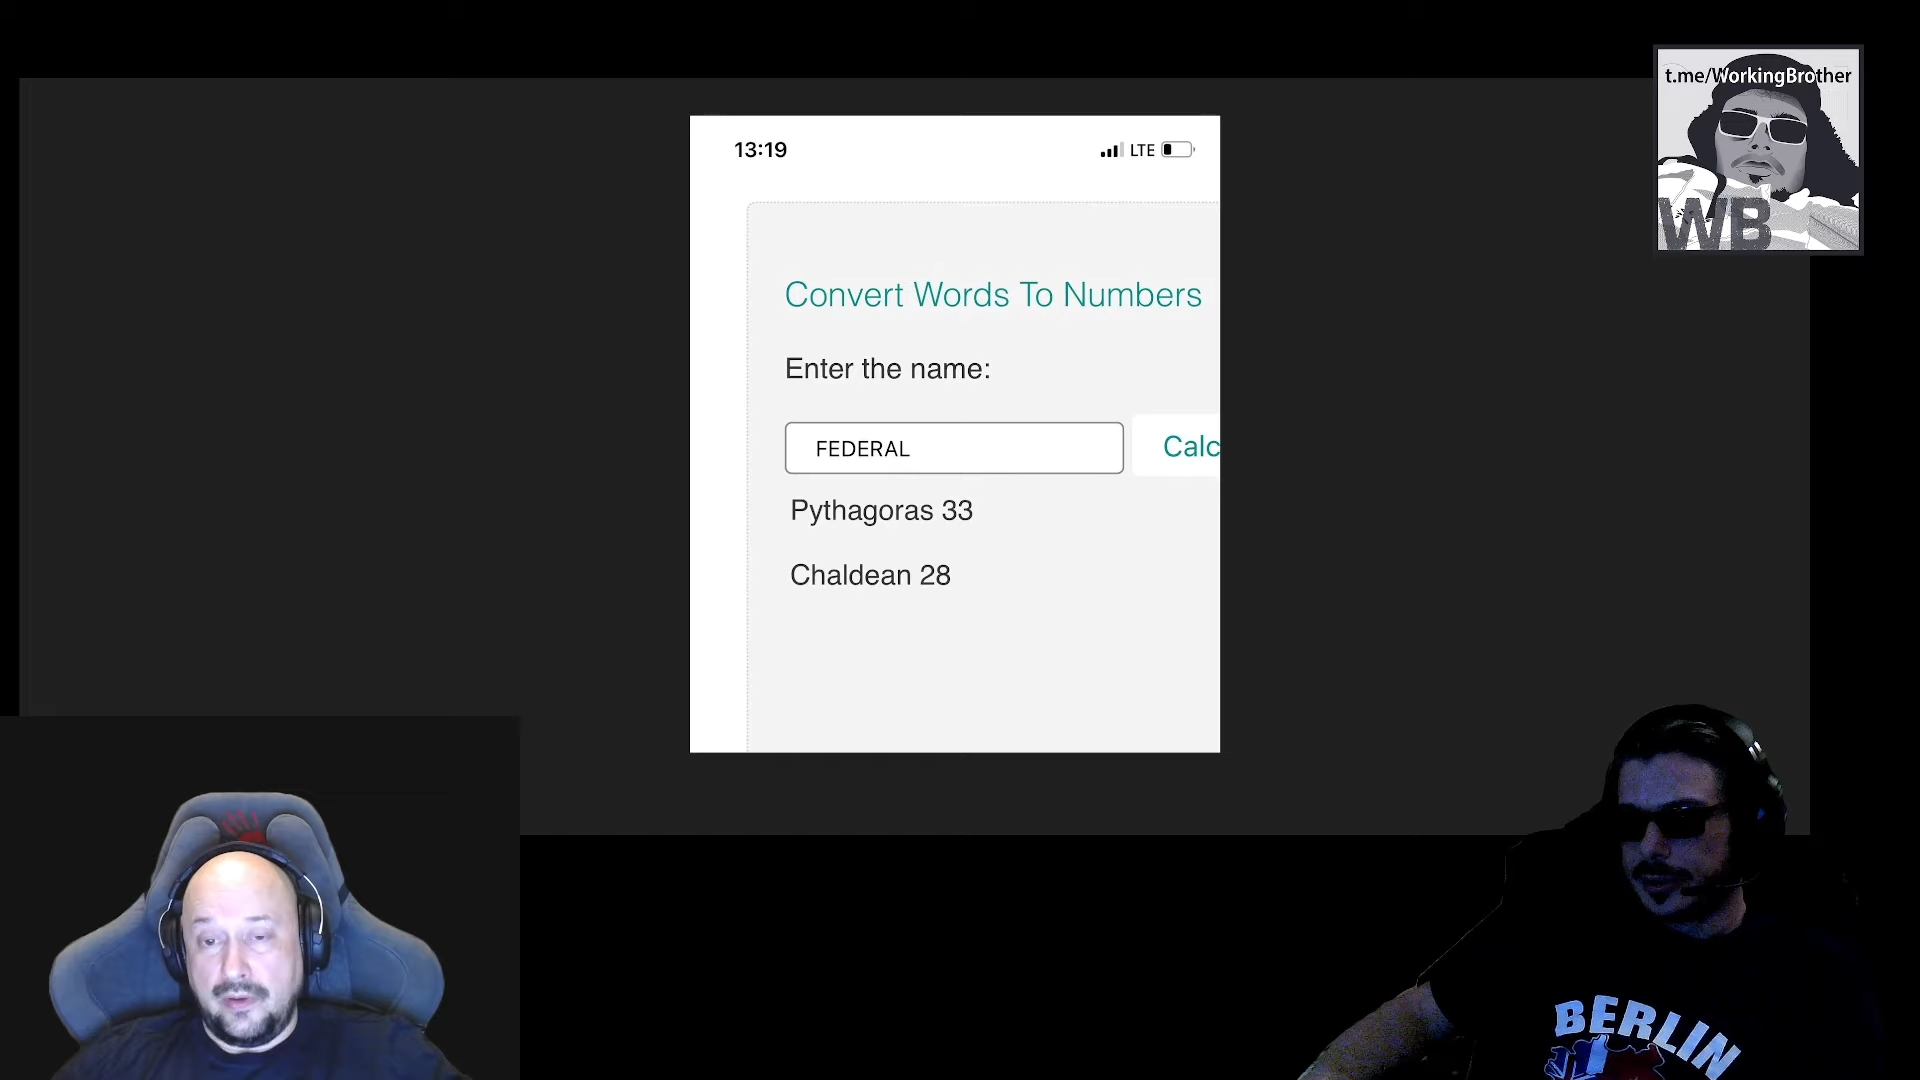 t.me/WorkingBrother
WB
13:19
LTE
Convert Words To Numbers
Enter the name:
FEDERAL
Calc
Pythagoras 33
Chaldean 28
BERLIN